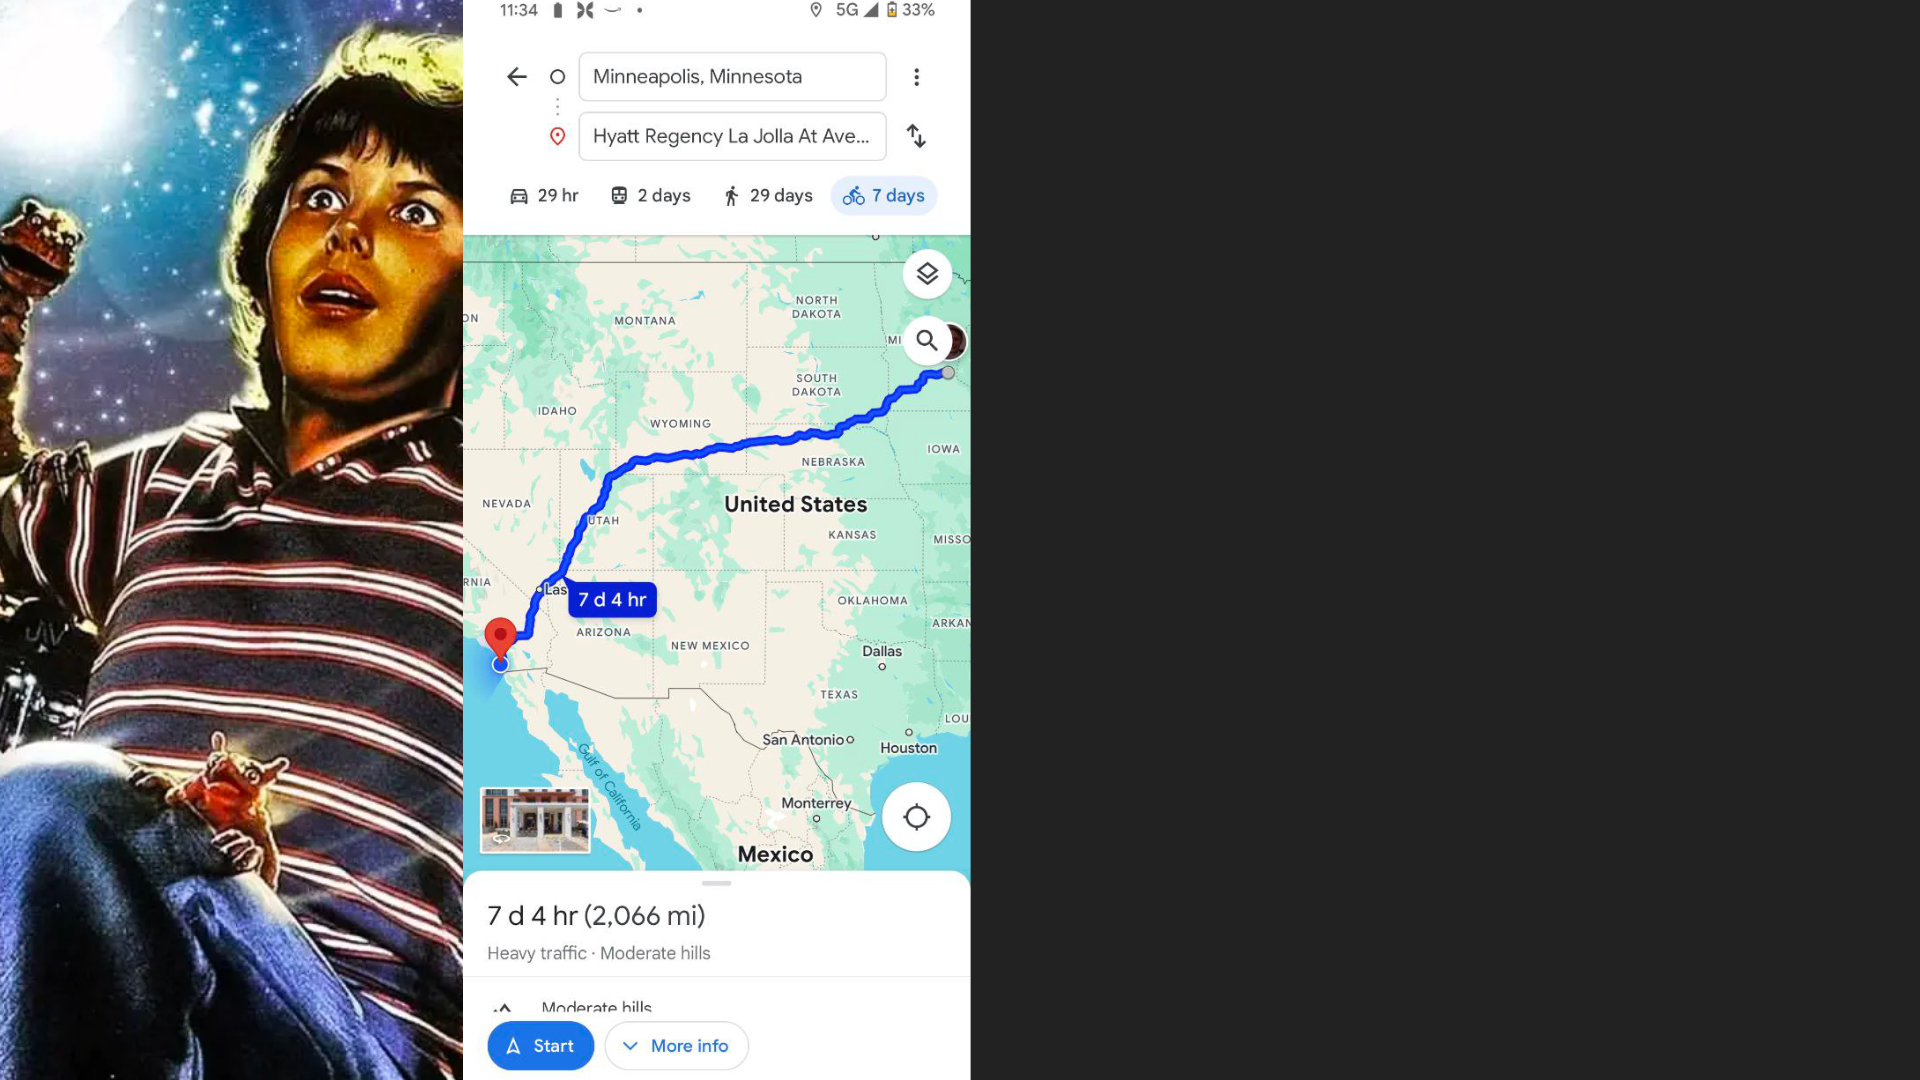 11:34
5G
33%
Minneapolis, Minnesota
Hyatt Regency La Jolla At Ave...
29 hr
2 days
29 days
7 days
NORTH
DAKOTA
MONTANA
ON
MI
SOUTH
DAKOTA
IDAHO
WYOMING
IOWA
NEBRASKA
NEVADA
United States
UTAH
KANSAS
MISSO
RNIA
Las
7 d 4 hr
OKLAHOMA
ARKAN
ARIZONA
NEW MEXICO
Dallas
TEXAS
LOU
San Antonio
Houston
Gulf of California
Monterrey
Mexico
7 d 4 hr (2,066 mi)
Heavy traffic · Moderate hills
Moderate hills
Start
More info